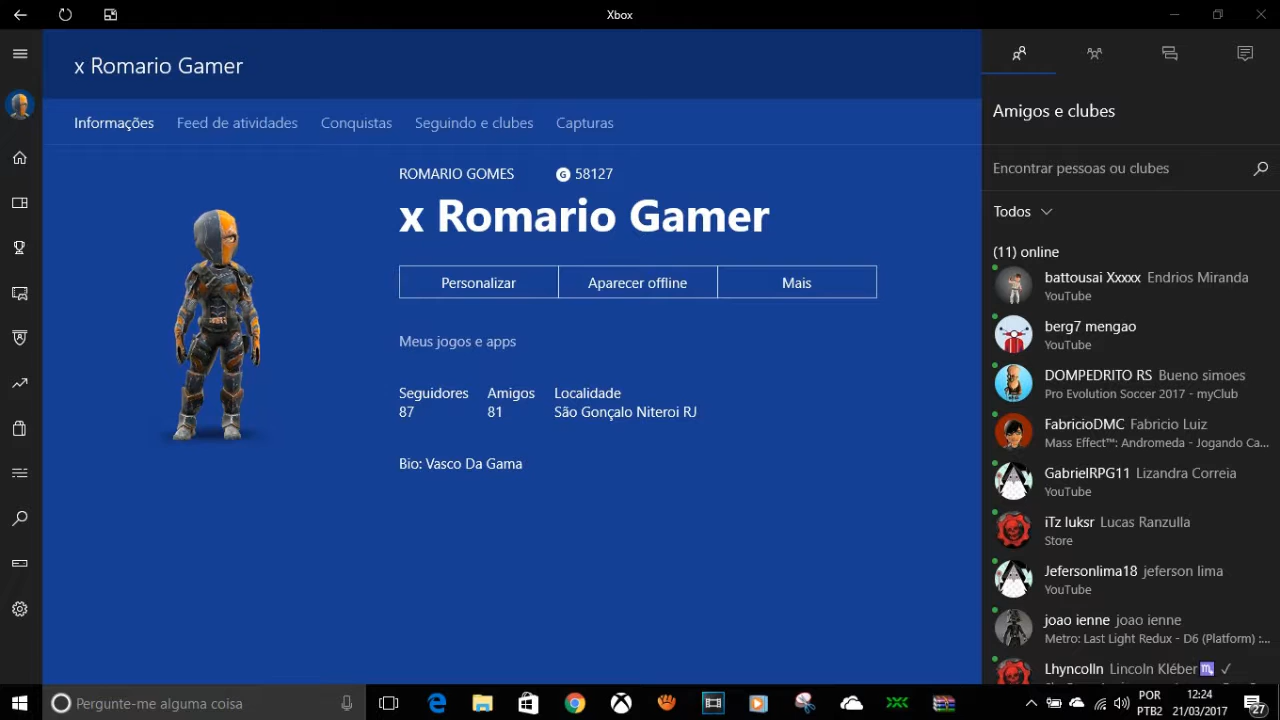 Xbox
x Romario Gamer
Informações Feed de atividades Conquistas Seguindo e clubes Capturas
ROMARIO GOMES G 58127
x Romario Gamer
Personalizar Aparecer offline Mais
Meus jogos e apps
Seguidores Amigos Localidade
87 81 São Gonçalo Niteroi RJ
Bio: Vasco Da Gama
Amigos e clubes
Encontrar pessoas ou clubes
Todos
(11) online
battousai Xxxxx Endrios Miranda
YouTube
berg7 mengao
YouTube
DOMPEDRITO RS Bueno simoes
Pro Evolution Soccer 2017 - myClub
FabricioDMC Fabricio Luiz
Mass Effect™: Andromeda - Jogando Ca...
GabrielRPG11 Lizandra Correia
YouTube
iTz luksr Lucas Ranzulla
Store
Jefersonlima18 jeferson lima
YouTube
joao ienne joao ienne
Metro: Last Light Redux - D6 (Platform) :...
Lhyncolln Lincoln Kléber♏ ✓
Pergunte-me alguma coisa
POR
PTB2
12:24
21/03/2017
27